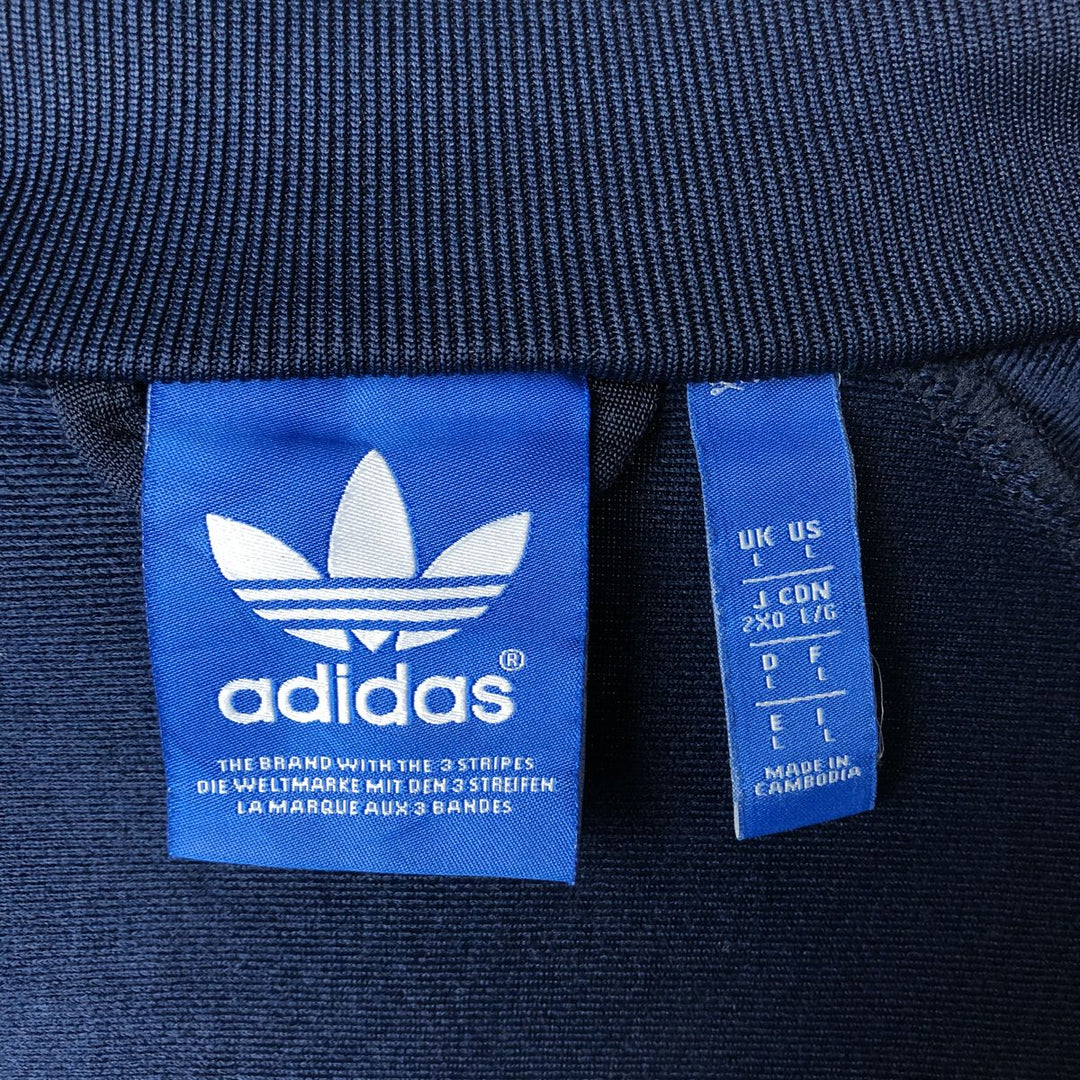 adidas®
THE BRAND WITH THE 3 STRIPES
DIE WELTMARKE MIT DEN 3 STREIFEN
LA MARQUE AUX 3 BANDES
UK US
L L
J CDN
2XO L/G
D F
L L
E I
L L
MADE IN
CAMBODIA